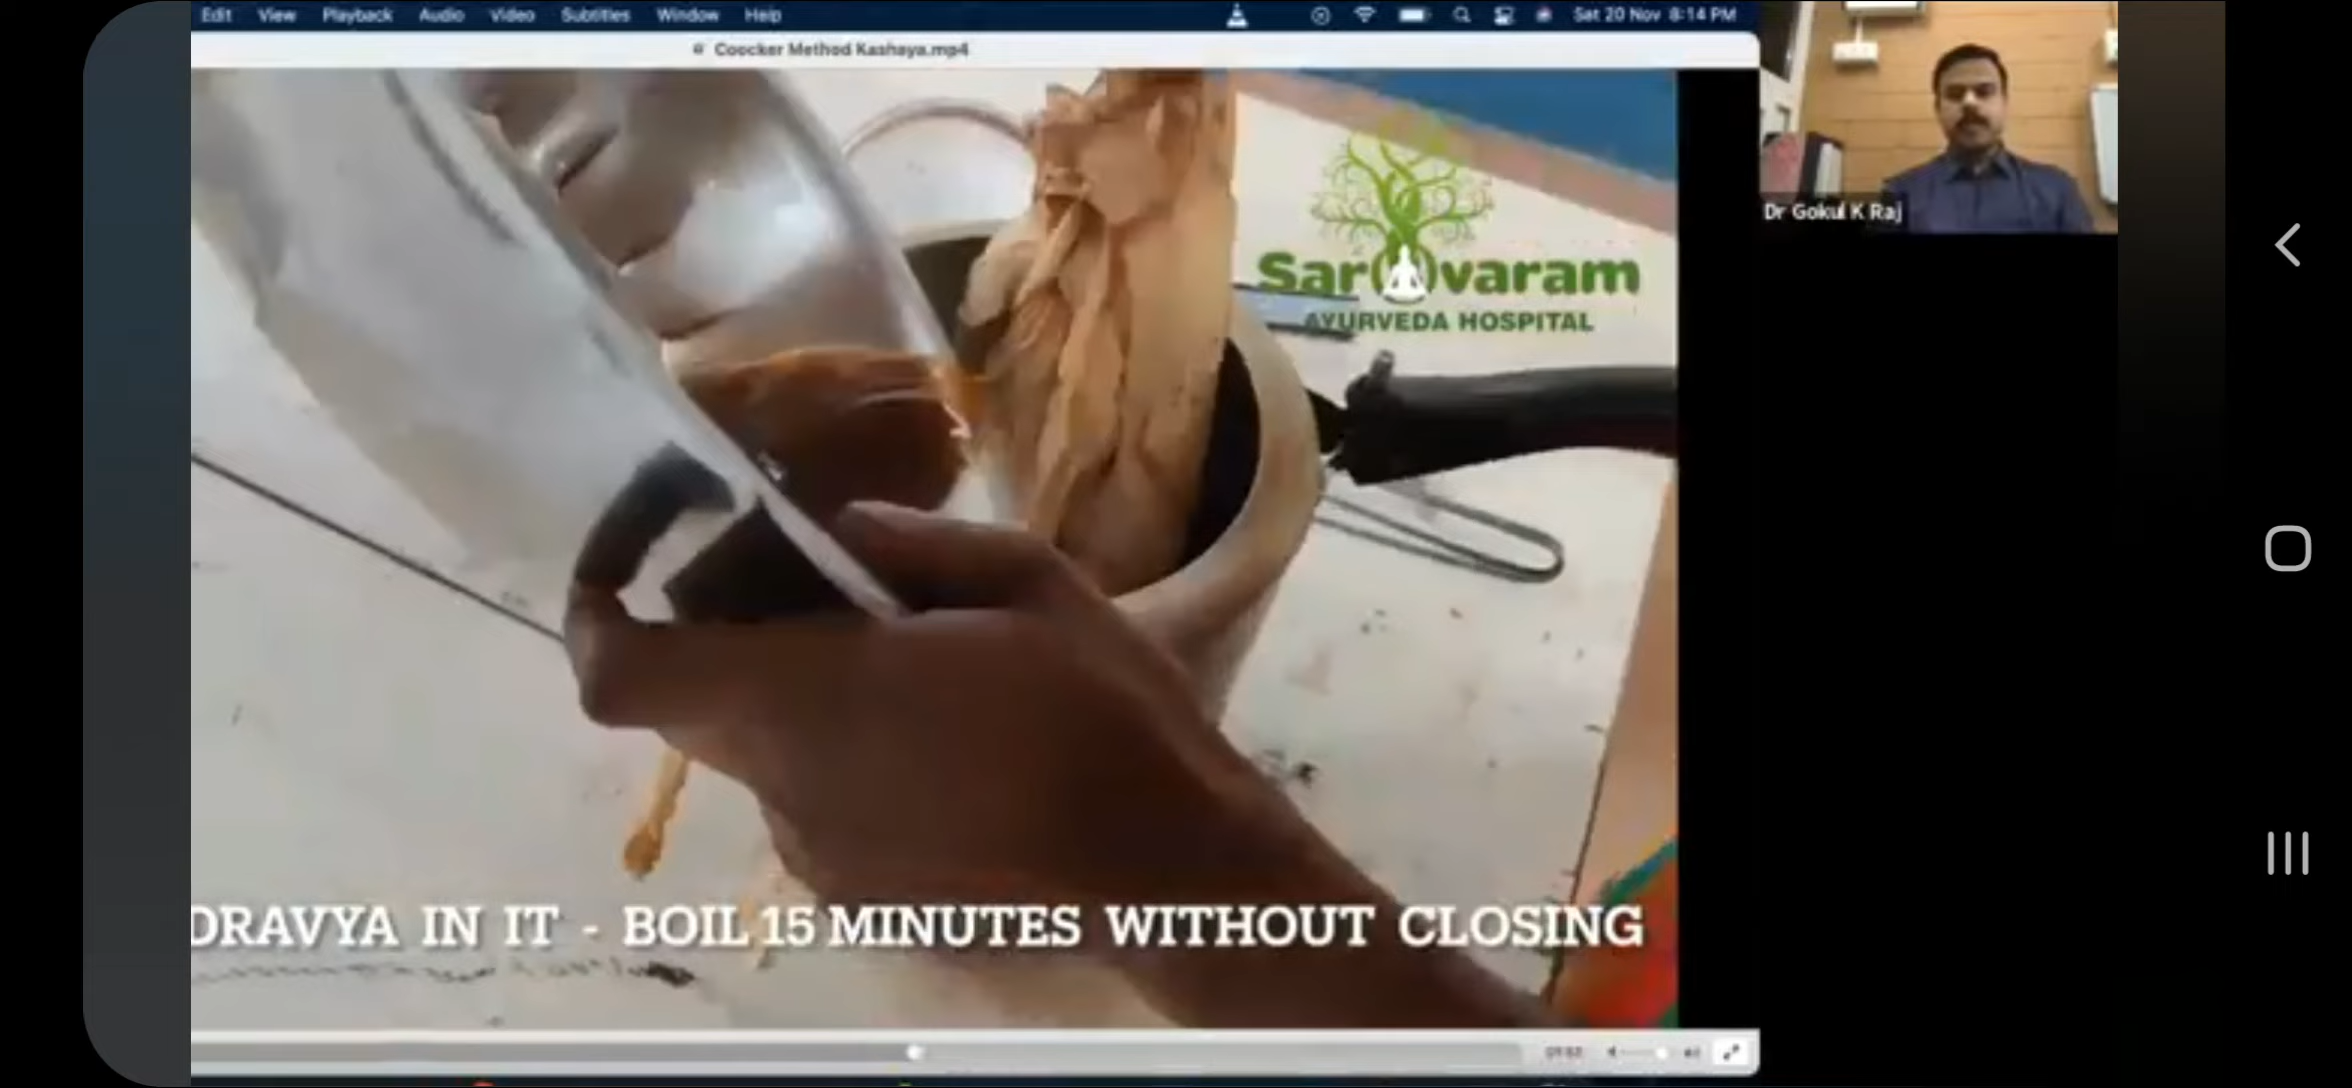 Edit View Playback Audio Video Subtitles Window Help Sat 20 Nov 8:14 PM
Coocker Method Kashaya.mp4
Dr Gokul K Raj
Sarovaram
AYURVEDA HOSPITAL
DRAVYA IN IT - BOIL 15 MINUTES WITHOUT CLOSING